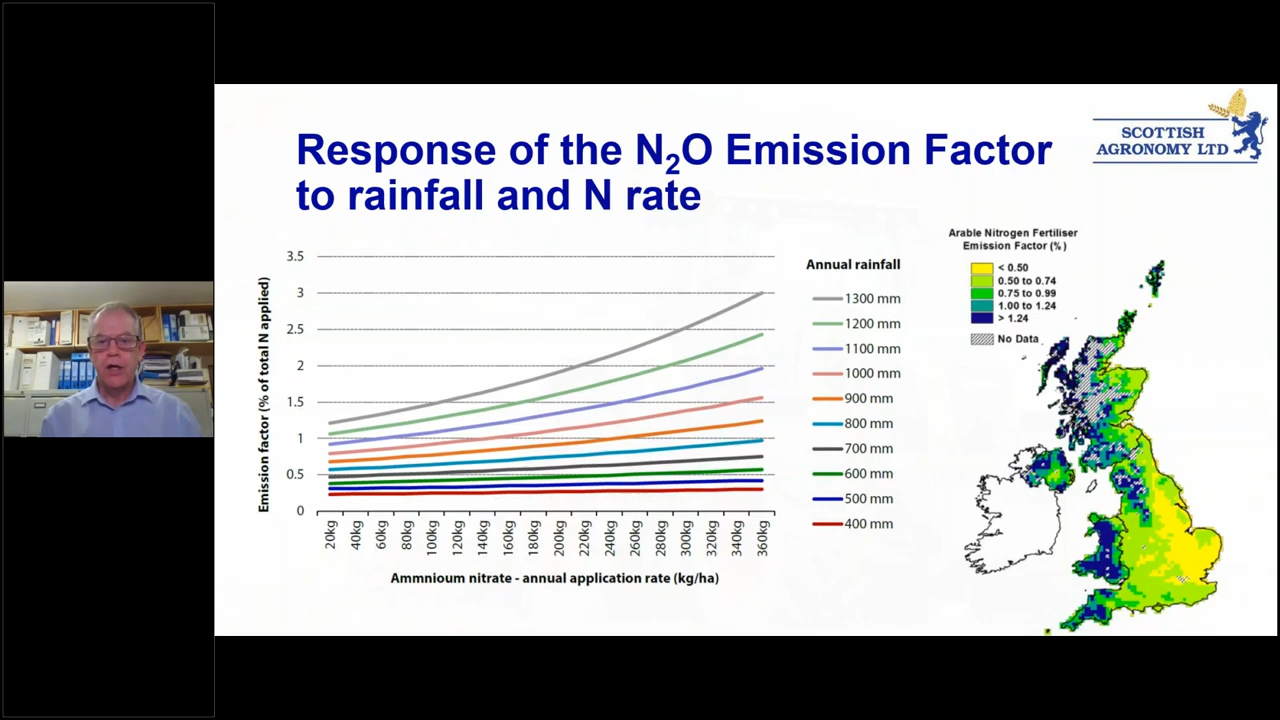 Response of the N₂O Emission Factor
to rainfall and N rate
SCOTTISH
AGRONOMY LTD
Emission factor (% of total N applied)
3.5
3
2.5
2
1.5
1
0.5
0
20kg
40kg
60kg
80kg
100kg
120kg
140kg
160kg
180kg
200kg
220kg
240kg
260kg
280kg
300kg
320kg
340kg
360kg
Ammnioum nitrate - annual application rate (kg/ha)
Annual rainfall
1300 mm
1200 mm
1100 mm
1000 mm
900 mm
800 mm
700 mm
600 mm
500 mm
400 mm
Arable Nitrogen Fertiliser
Emission Factor (%)
< 0.50
0.50 to 0.74
0.75 to 0.99
1.00 to 1.24
> 1.24
No Data